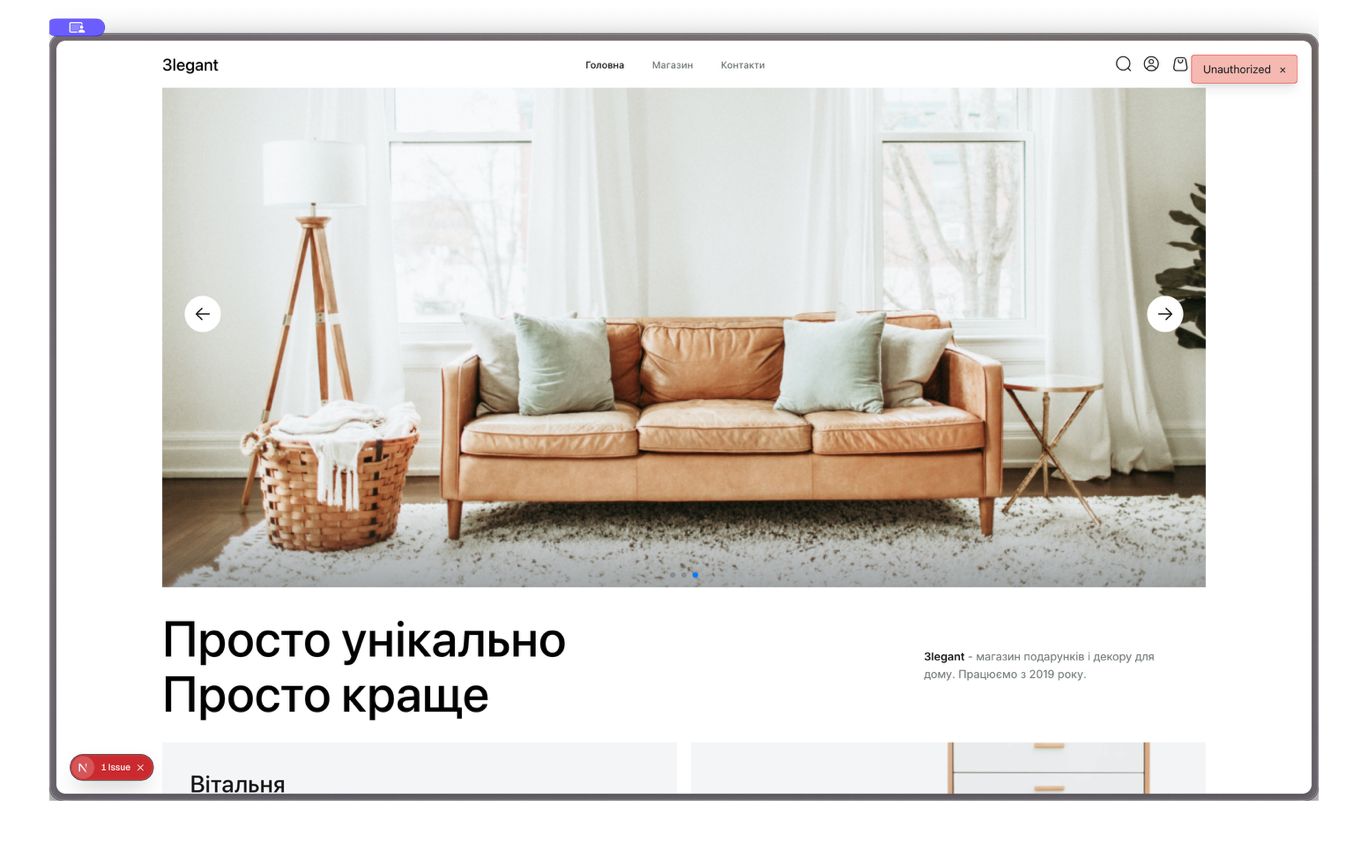 3legant
Головна
Магазин
Контакти
Unauthorized ×
Просто унікально
Просто краще
3legant - магазин подарунків і декору для
дому. Працюємо з 2019 року.
N 1 Issue ×
Вітальня